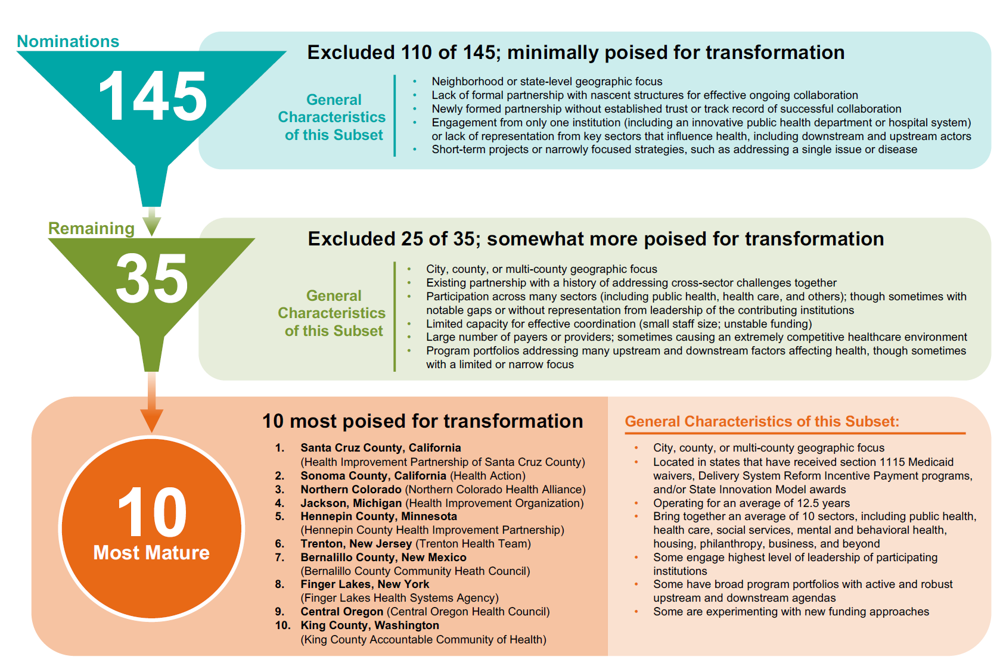 Nominations
145
Excluded 110 of 145; minimally poised for transformation
General
Characteristics
of this Subset
• Neighborhood or state-level geographic focus
• Lack of formal partnership with nascent structures for effective ongoing collaboration
• Newly formed partnership without established trust or track record of successful collaboration
• Engagement from only one institution (including an innovative public health department or hospital system)
or lack of representation from key sectors that influence health, including downstream and upstream actors
• Short-term projects or narrowly focused strategies, such as addressing a single issue or disease
Remaining
35
Excluded 25 of 35; somewhat more poised for transformation
General
Characteristics
of this Subset
• City, county, or multi-county geographic focus
• Existing partnership with a history of addressing cross-sector challenges together
• Participation across many sectors (including public health, health care, and others); though sometimes with
notable gaps or without representation from leadership of the contributing institutions
• Limited capacity for effective coordination (small staff size; unstable funding)
• Large number of payers or providers; sometimes causing an extremely competitive healthcare environment
• Program portfolios addressing many upstream and downstream factors affecting health, though sometimes
with a limited or narrow focus
10
Most Mature
10 most poised for transformation
1. Santa Cruz County, California
(Health Improvement Partnership of Santa Cruz County)
2. Sonoma County, California (Health Action)
3. Northern Colorado (Northern Colorado Health Alliance)
4. Jackson, Michigan (Health Improvement Organization)
5. Hennepin County, Minnesota
(Hennepin County Health Improvement Partnership)
6. Trenton, New Jersey (Trenton Health Team)
7. Bernalillo County, New Mexico
(Bernalillo County Community Heath Council)
8. Finger Lakes, New York
(Finger Lakes Health Systems Agency)
9. Central Oregon (Central Oregon Health Council)
10. King County, Washington
(King County Accountable Community of Health)
General Characteristics of this Subset:
• City, county, or multi-county geographic focus
• Located in states that have received section 1115 Medicaid
waivers, Delivery System Reform Incentive Payment programs,
and/or State Innovation Model awards
• Operating for an average of 12.5 years
• Bring together an average of 10 sectors, including public health,
health care, social services, mental and behavioral health,
housing, philanthropy, business, and beyond
• Some engage highest level of leadership of participating
institutions
• Some have broad program portfolios with active and robust
upstream and downstream agendas
• Some are experimenting with new funding approaches